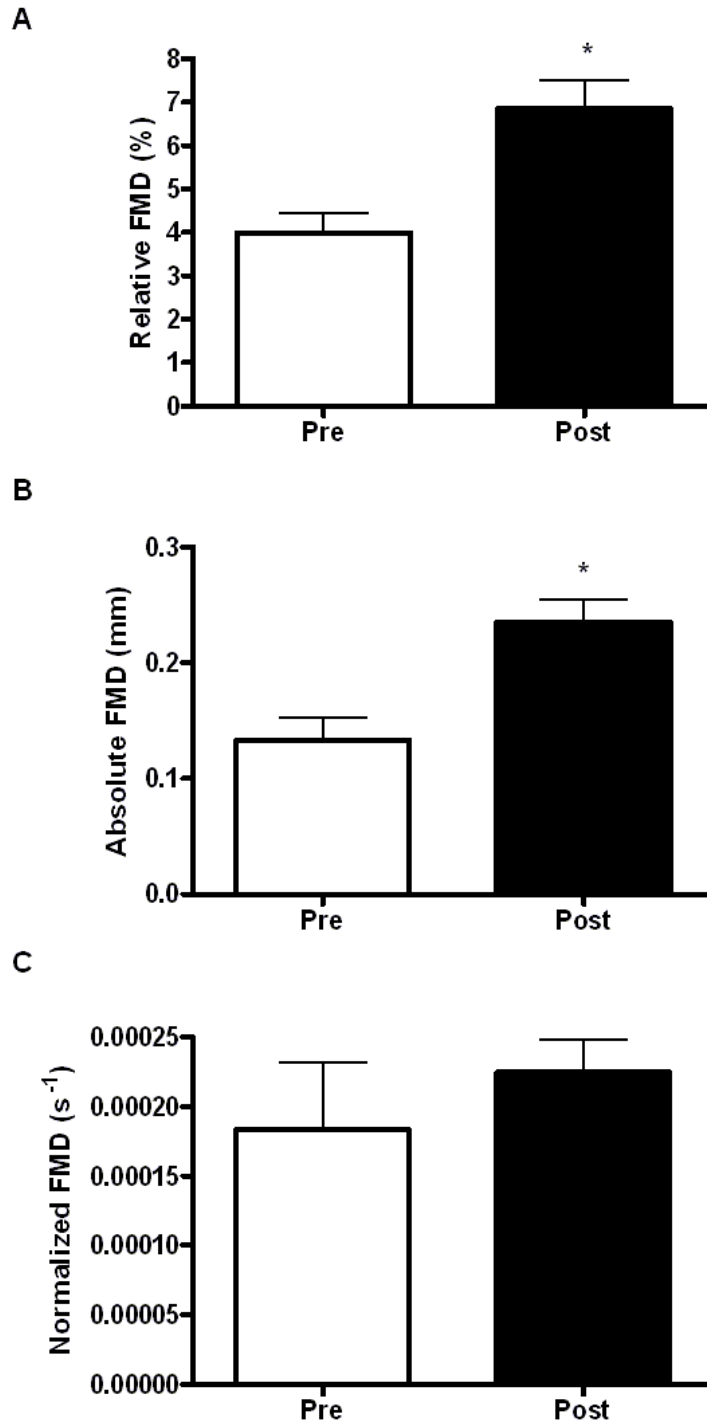 A
*
8
7
6
5
4
3
2
1
0
Relative FMD (%)
Pre Post
B
*
0.3
0.2
0.1
0.0
Absolute FMD (mm)
Pre Post
C
0.00025
0.00020
0.00015
0.00010
0.00005
0.00000
Normalized FMD (s⁻¹)
Pre Post